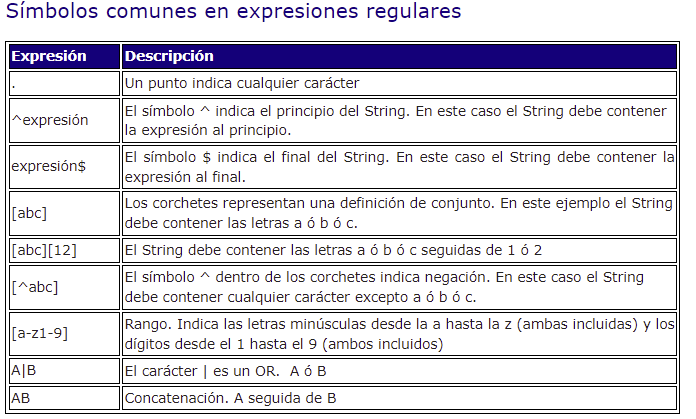 Símbolos comunes en expresiones regulares
Expresión Descripción
. Un punto indica cualquier carácter
^expresión El símbolo ^ indica el principio del String. En este caso el String debe contener
la expresión al principio.
expresión$ El símbolo $ indica el final del String. En este caso el String debe contener la
expresión al final.
[abc] Los corchetes representan una definición de conjunto. En este ejemplo el String
debe contener las letras a ó b ó c.
[abc][12] El String debe contener las letras a ó b ó c seguidas de 1 ó 2
[^abc] El símbolo ^ dentro de los corchetes indica negación. En este caso el String
debe contener cualquier carácter excepto a ó b ó c.
[a-z1-9] Rango. Indica las letras minúsculas desde la a hasta la z (ambas incluidas) y los
dígitos desde el 1 hasta el 9 (ambos incluidos)
A|B El carácter | es un OR. A ó B
AB Concatenación. A seguida de B